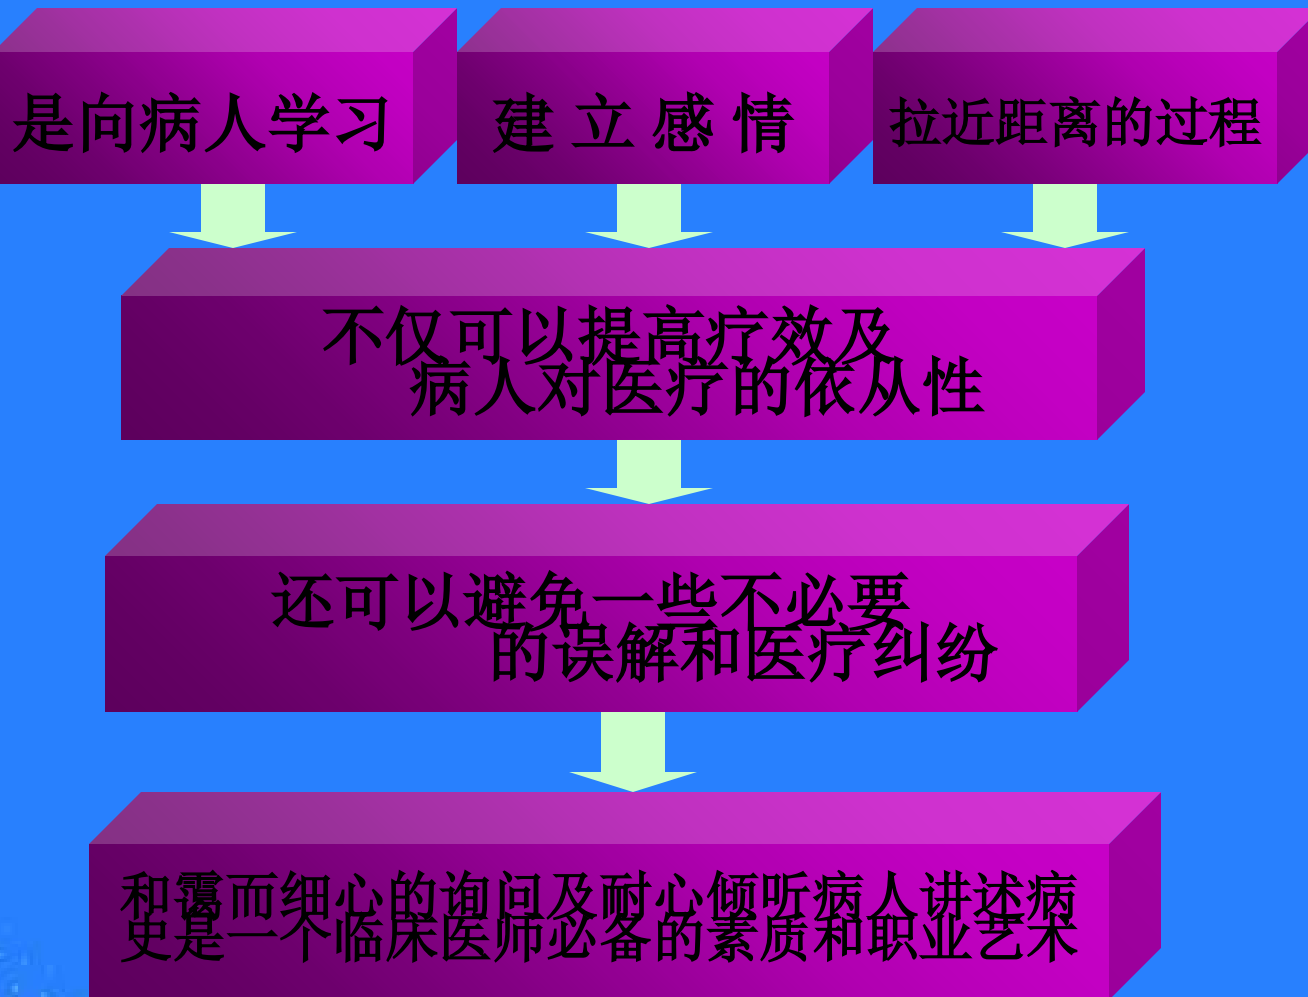 是向病人学习
建 立 感 情
拉近距离的过程
不仅可以提高疗效及
病人对医疗的依从性
还可以避免一些不必要
的误解和医疗纠纷
和霭而细心的询问及耐心倾听病人讲述病
史是一个临床医师必备的素质和职业艺术